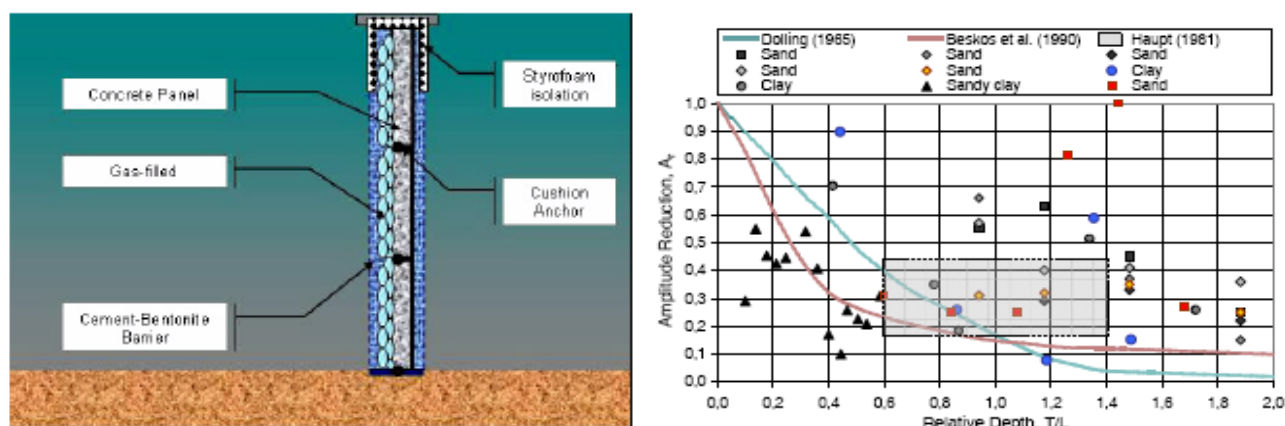 Concrete Panel
Gas-filled
Cement-Bentonite
Barrier
Styrofoam
isolation
Cushion
Anchor
Dolling (1965)
Beskos et al. (1990)
Haupt (1981)
Sand
Sand
Sand
Sand
Sand
Clay
Clay
Sandy clay
Sand
Amplitude Reduction, Ar
1,0
0,9
0,8
0,7
0,6
0,5
0,4
0,3
0,2
0,1
0,0
0,0
0,2
0,4
0,6
0,8
1,0
1,2
1,4
1,6
1,8
2,0
Relative Depth, T/L